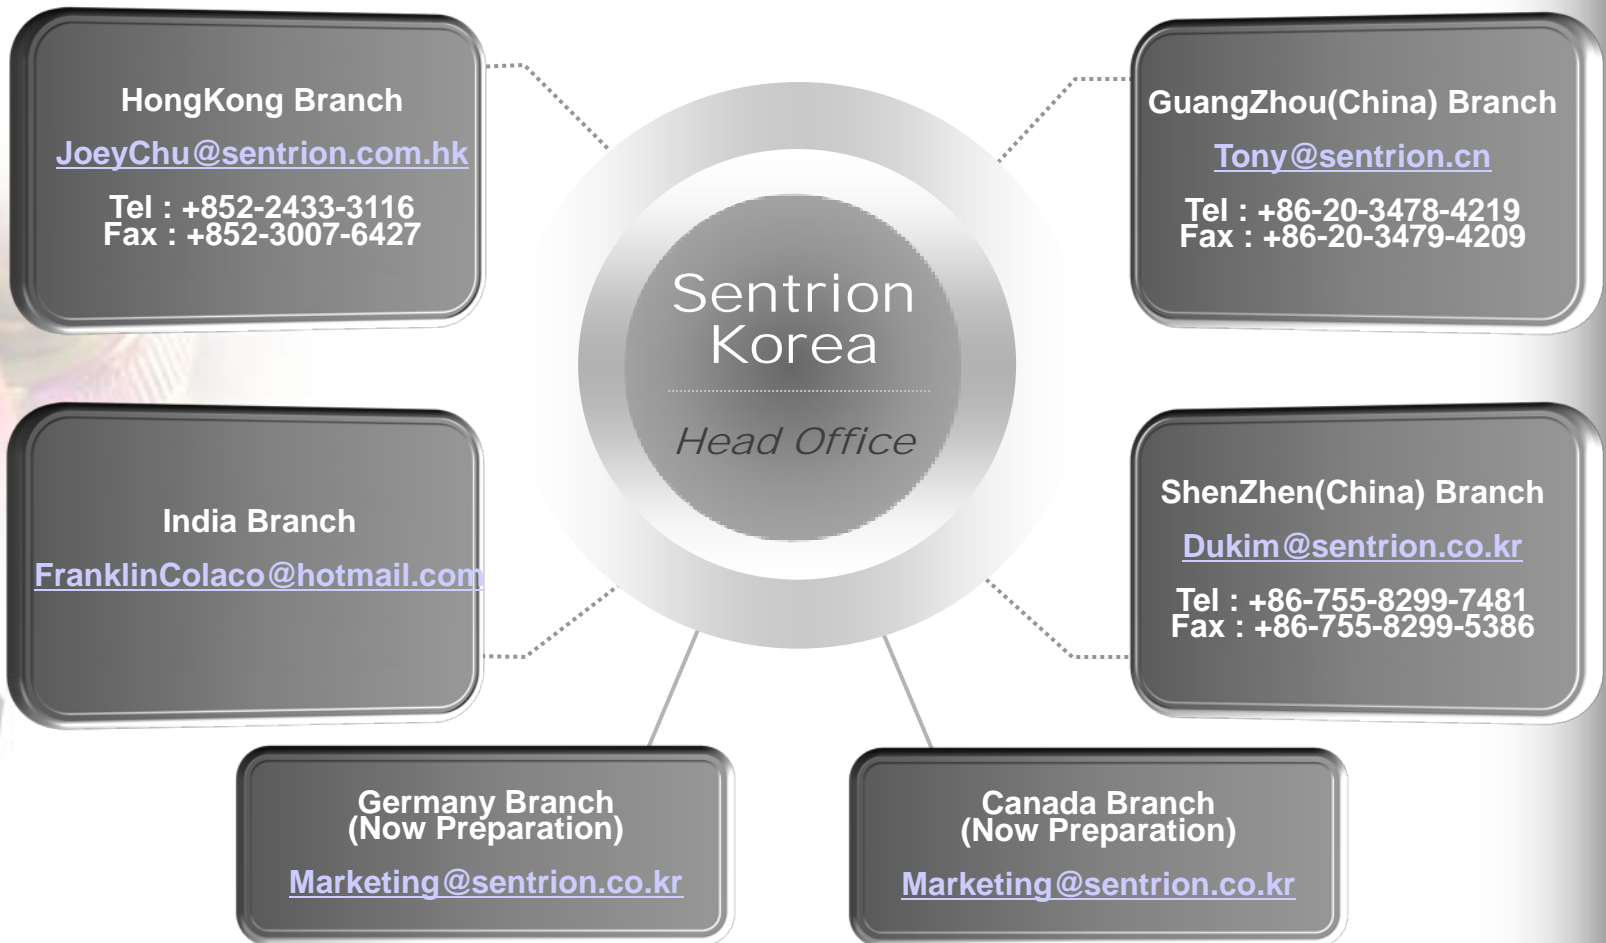 HongKong Branch
JoeyChu@sentrion.com.hk
Tel : +852-2433-3116
Fax : +852-3007-6427
GuangZhou(China) Branch
Tony@sentrion.cn
Tel : +86-20-3478-4219
Fax : +86-20-3479-4209
Sentrion
Korea
Head Office
India Branch
FranklinColaco@hotmail.com
ShenZhen(China) Branch
Dukim@sentrion.co.kr
Tel : +86-755-8299-7481
Fax : +86-755-8299-5386
Germany Branch
(Now Preparation)
Marketing@sentrion.co.kr
Canada Branch
(Now Preparation)
Marketing@sentrion.co.kr